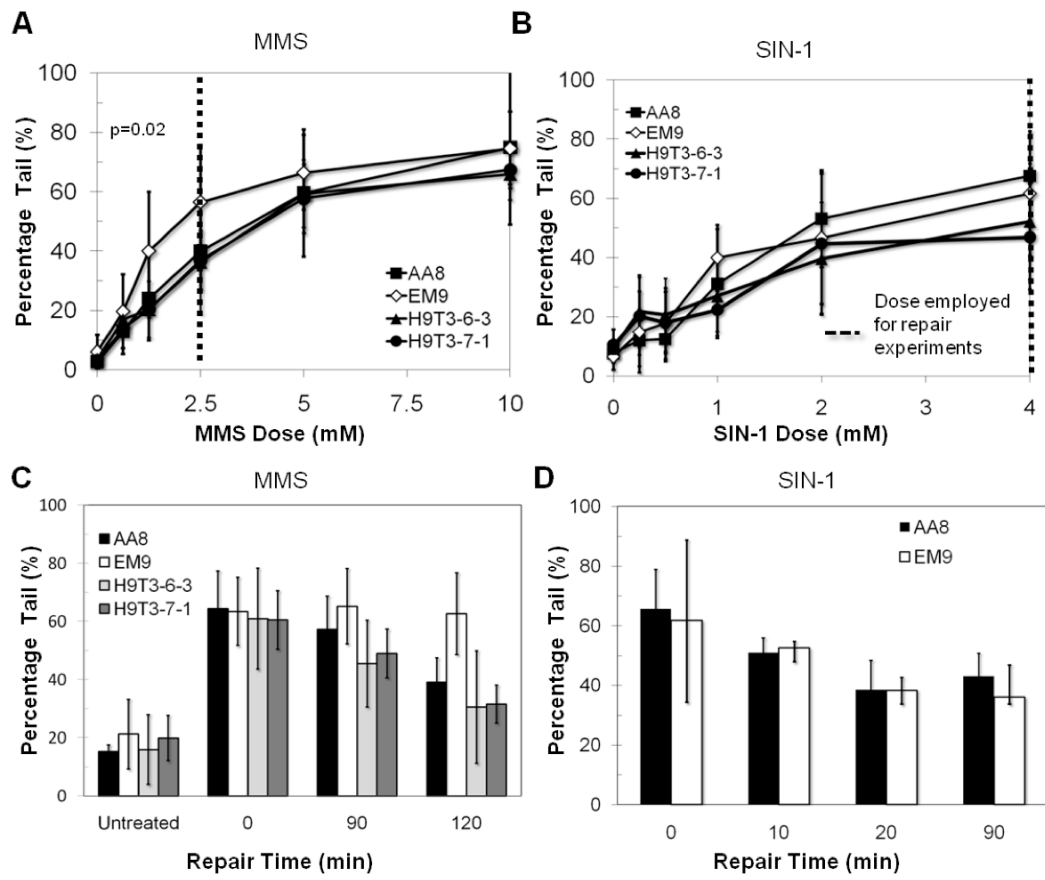 A
MMS
Percentage Tail (%)
100
80
60
40
20
0
p=0.02
AA8
EM9
H9T3-6-3
H9T3-7-1
0
2.5
5
7.5
10
MMS Dose (mM)
B
SIN-1
Percentage Tail (%)
100
80
60
40
20
0
AA8
EM9
H9T3-6-3
H9T3-7-1
Dose employed
for repair
experiments
0
1
2
3
4
SIN-1 Dose (mM)
C
MMS
Percentage Tail (%)
100
80
60
40
20
0
AA8
EM9
H9T3-6-3
H9T3-7-1
Untreated
0
90
120
Repair Time (min)
D
SIN-1
Percentage Tail (%)
100
80
60
40
20
0
AA8
EM9
0
10
20
90
Repair Time (min)